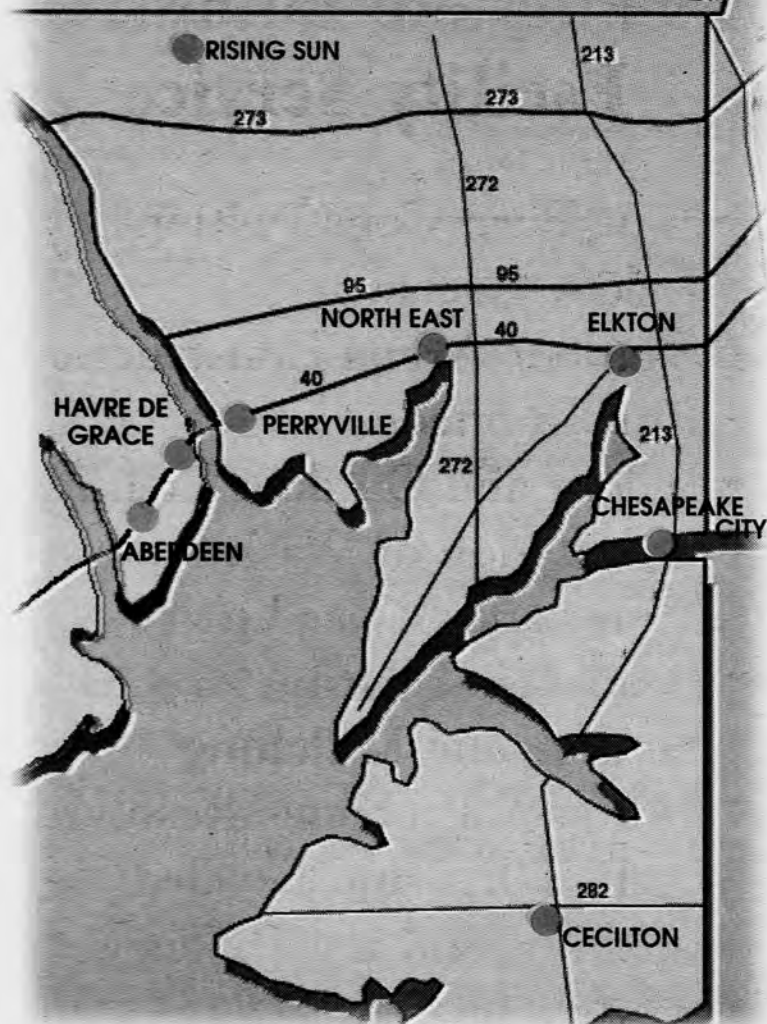 RISING SUN
213
273
273
272
95
95
NORTH EAST
40
ELKTON
40
HAVRE DE
GRACE
PERRYVILLE
213
272
CHESAPEAKE
CITY
ABERDEEN
282
CECILTON